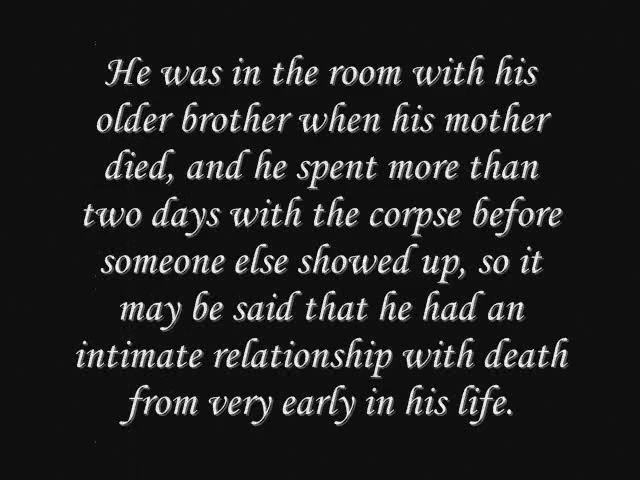 He was in the room with his
older brother when his mother
died, and he spent more than
two days with the corpse before
someone else showed up, so it
may be said that he had an
intimate relationship with death
from very early in his life.